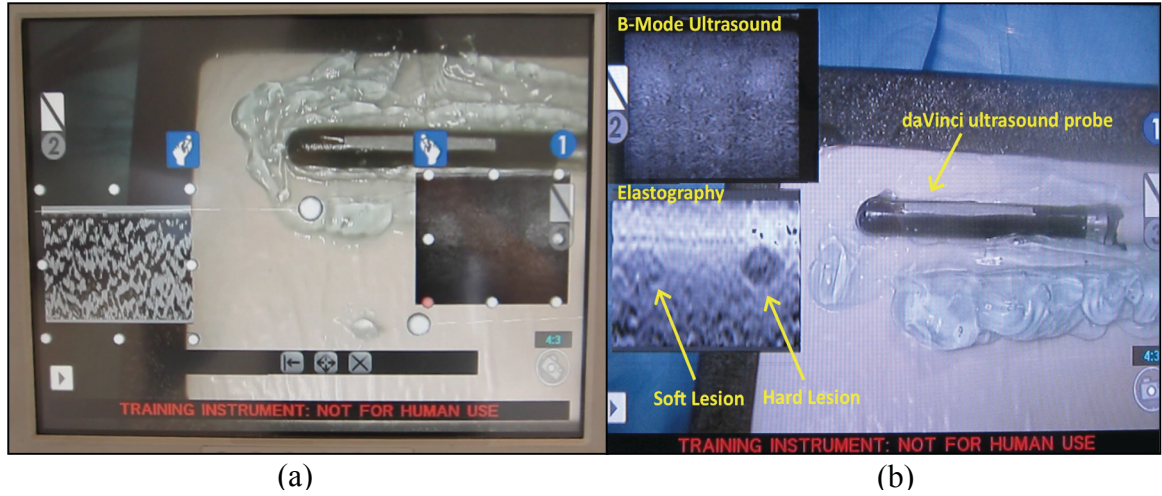 2
1
4:3
TRAINING INSTRUMENT: NOT FOR HUMAN USE
(a)
B-Mode Ultrasound
2
daVinci ultrasound probe
1
Elastography
4:3
Soft Lesion
Hard Lesion
TRAINING INSTRUMENT: NOT FOR HUMAN USE
(b)